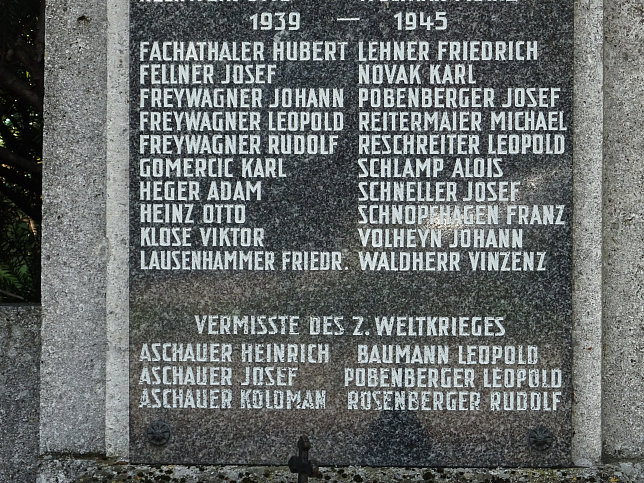 1939 — 1945
FACHATHALER HUBERT LEHNER FRIEDRICH
FELLNER JOSEF NOVAK KARL
FREYWAGNER JOHANN POBENBERGER JOSEF
FREYWAGNER LEOPOLD REITERMAIER MICHAEL
FREYWAGNER RUDOLF RESCHREITER LEOPOLD
GOMERCIC KARL SCHLAMP ALOIS
HEGER ADAM SCHNELLER JOSEF
HEINZ OTTO SCHNOPFHAGEN FRANZ
KLOSE VIKTOR VOLHEYN JOHANN
LAUSENHAMMER FRIEDR. WALDHERR VINZENZ
VERMISSTE DES 2. WELTKRIEGES
ASCHAUER HEINRICH BAUMANN LEOPOLD
ASCHAUER JOSEF POBENBERGER LEOPOLD
ASCHAUER KOLOMAN ROSENBERGER RUDOLF